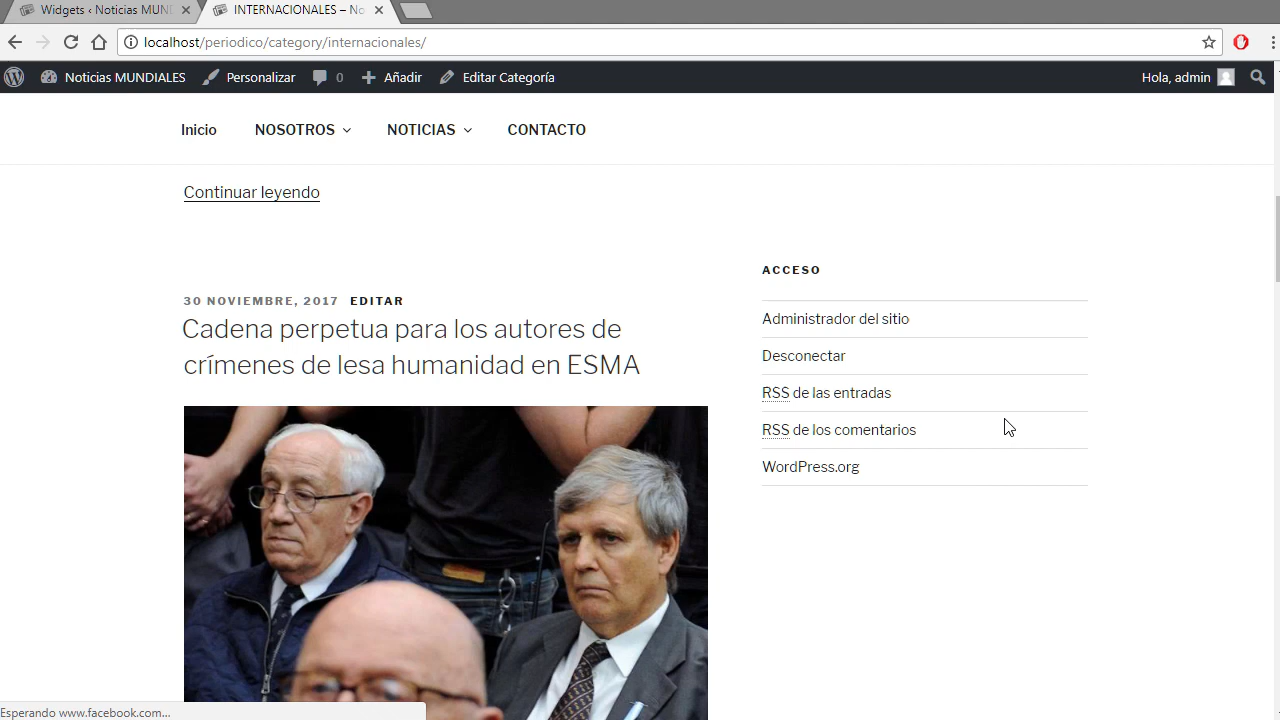 Widgets ‹ Noticias MUNI
INTERNACIONALES – No
localhost/periodico/category/internacionales/
Noticias MUNDIALES Personalizar 0 Añadir Editar Categoría Hola, admin
Inicio NOSOTROS NOTICIAS CONTACTO
Continuar leyendo
30 NOVIEMBRE, 2017 EDITAR
Cadena perpetua para los autores de
crímenes de lesa humanidad en ESMA
ACCESO
Administrador del sitio
Desconectar
RSS de las entradas
RSS de los comentarios
WordPress.org
Esperando www.facebook.com...